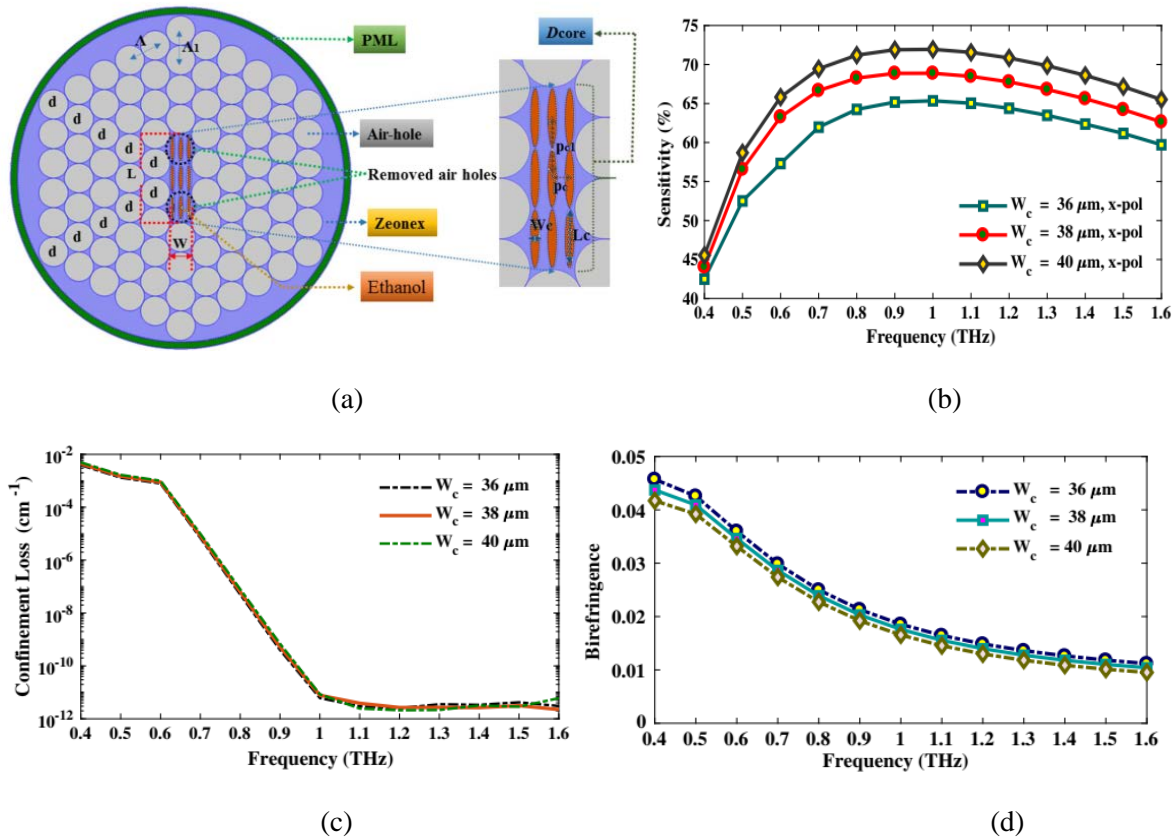 Λ
Λ1
PML
Dcore
d
d
d
d
d
d
d
d
d
d
L
W
Air-hole
Removed air holes
Zeonex
Ethanol
pcl
pc
Wc
Lc
(a)
Sensitivity (%)
75
70
65
60
55
50
45
40
Wc = 36 μm, x-pol
Wc = 38 μm, x-pol
Wc = 40 μm, x-pol
0.4 0.5 0.6 0.7 0.8 0.9 1 1.1 1.2 1.3 1.4 1.5 1.6
Frequency (THz)
(b)
Confinement Loss (cm-1)
10-2
10-4
10-6
10-8
10-10
10-12
Wc = 36 μm
Wc = 38 μm
Wc = 40 μm
0.4 0.5 0.6 0.7 0.8 0.9 1.0 1.1 1.2 1.3 1.4 1.5 1.6
Frequency (THz)
(c)
Birefringence
0.05
0.04
0.03
0.02
0.01
0
Wc = 36 μm
Wc = 38 μm
Wc = 40 μm
0.4 0.5 0.6 0.7 0.8 0.9 1 1.1 1.2 1.3 1.4 1.5 1.6
Frequency (THz)
(d)